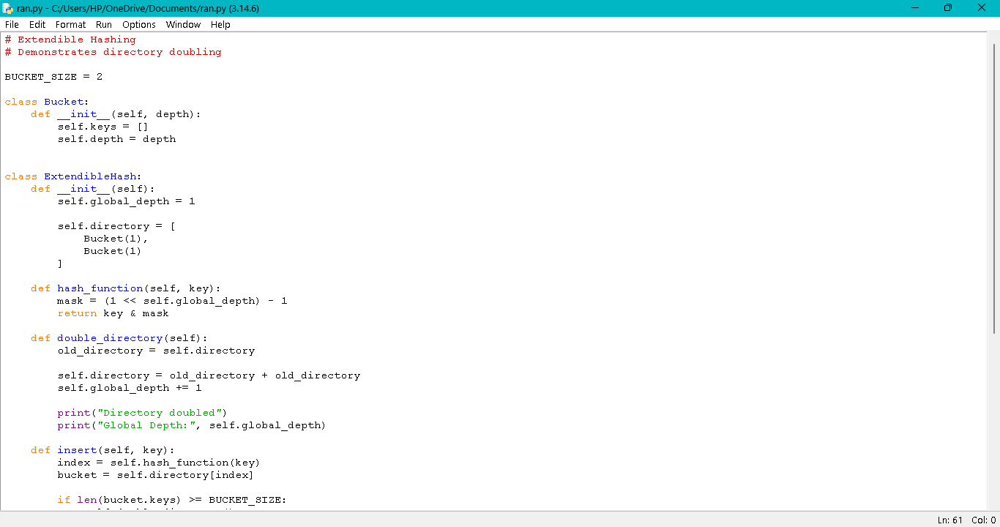 ran.py - C:/Users/HP/OneDrive/Documents/ran.py (3.14.6)
File Edit Format Run Options Window Help
# Extendible Hashing
# Demonstrates directory doubling

BUCKET_SIZE = 2

class Bucket:
    def __init__(self, depth):
        self.keys = []
        self.depth = depth


class ExtendibleHash:
    def __init__(self):
        self.global_depth = 1

        self.directory = [
            Bucket(1),
            Bucket(1)
        ]

    def hash_function(self, key):
        mask = (1 << self.global_depth) - 1
        return key & mask

    def double_directory(self):
        old_directory = self.directory

        self.directory = old_directory + old_directory
        self.global_depth += 1

        print("Directory doubled")
        print("Global Depth:", self.global_depth)

    def insert(self, key):
        index = self.hash_function(key)
        bucket = self.directory[index]

        if len(bucket.keys) >= BUCKET_SIZE:
Ln: 61 Col: 0